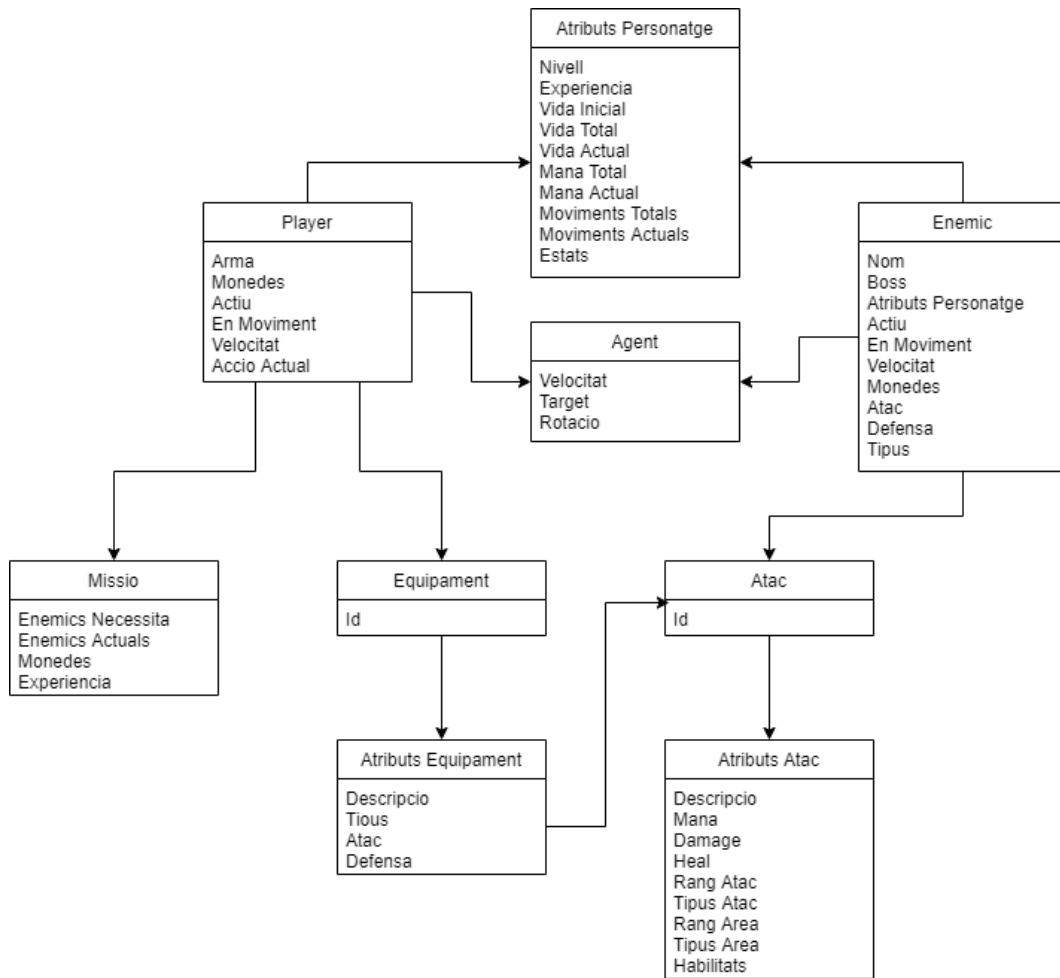 Atributs Personatge
Nivell
Experiencia
Vida Inicial
Vida Total
Vida Actual
Mana Total
Mana Actual
Moviments Totals
Moviments Actuals
Estats
Player
Arma
Monedes
Actiu
En Moviment
Velocitat
Accio Actual
Enemic
Nom
Boss
Atributs Personatge
Actiu
En Moviment
Velocitat
Monedes
Atac
Defensa
Tipus
Agent
Velocitat
Target
Rotacio
Missio
Enemics Necessita
Enemics Actuals
Monedes
Experiencia
Equipament
Id
Atac
Id
Atributs Equipament
Descripcio
Tious
Atac
Defensa
Atributs Atac
Descripcio
Mana
Damage
Heal
Rang Atac
Tipus Atac
Rang Area
Tipus Area
Habilitats